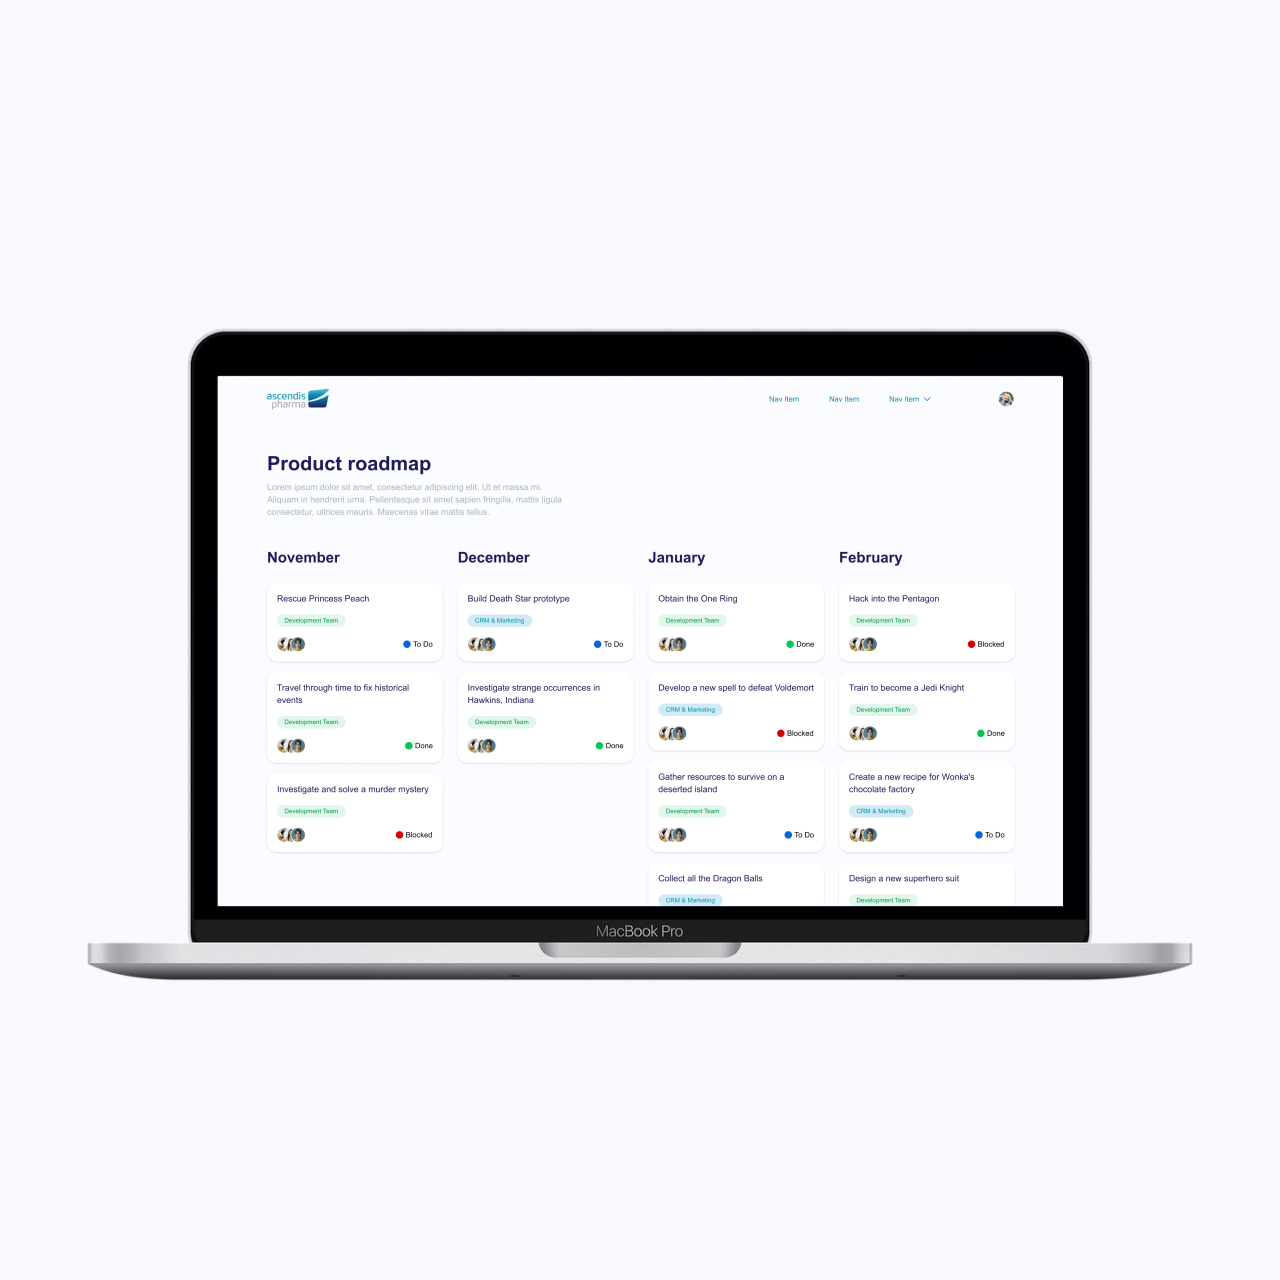 ascendis
pharma
Nav Item
Nav Item
Nav Item
Product roadmap
Lorem ipsum dolor sit amet, consectetur adipiscing elit. Ut et massa mi.
Aliquam in hendrerit urna. Pellentesque sit amet sapien fringilla, mattis ligula
consectetur, ultrices mauris. Maecenas vitae mattis tellus.
November
Rescue Princess Peach
Development Team
To Do
Travel through time to fix historical
events
Development Team
Done
Investigate and solve a murder mystery
Development Team
Blocked
December
Build Death Star prototype
CRM & Marketing
To Do
Investigate strange occurrences in
Hawkins, Indiana
Development Team
Done
January
Obtain the One Ring
Development Team
Done
Develop a new spell to defeat Voldemort
CRM & Marketing
Blocked
Gather resources to survive on a
deserted island
Development Team
To Do
Collect all the Dragon Balls
CRM & Marketing
February
Hack into the Pentagon
Development Team
Blocked
Train to become a Jedi Knight
Development Team
Done
Create a new recipe for Wonka's
chocolate factory
CRM & Marketing
To Do
Design a new superhero suit
Development Team
MacBook Pro